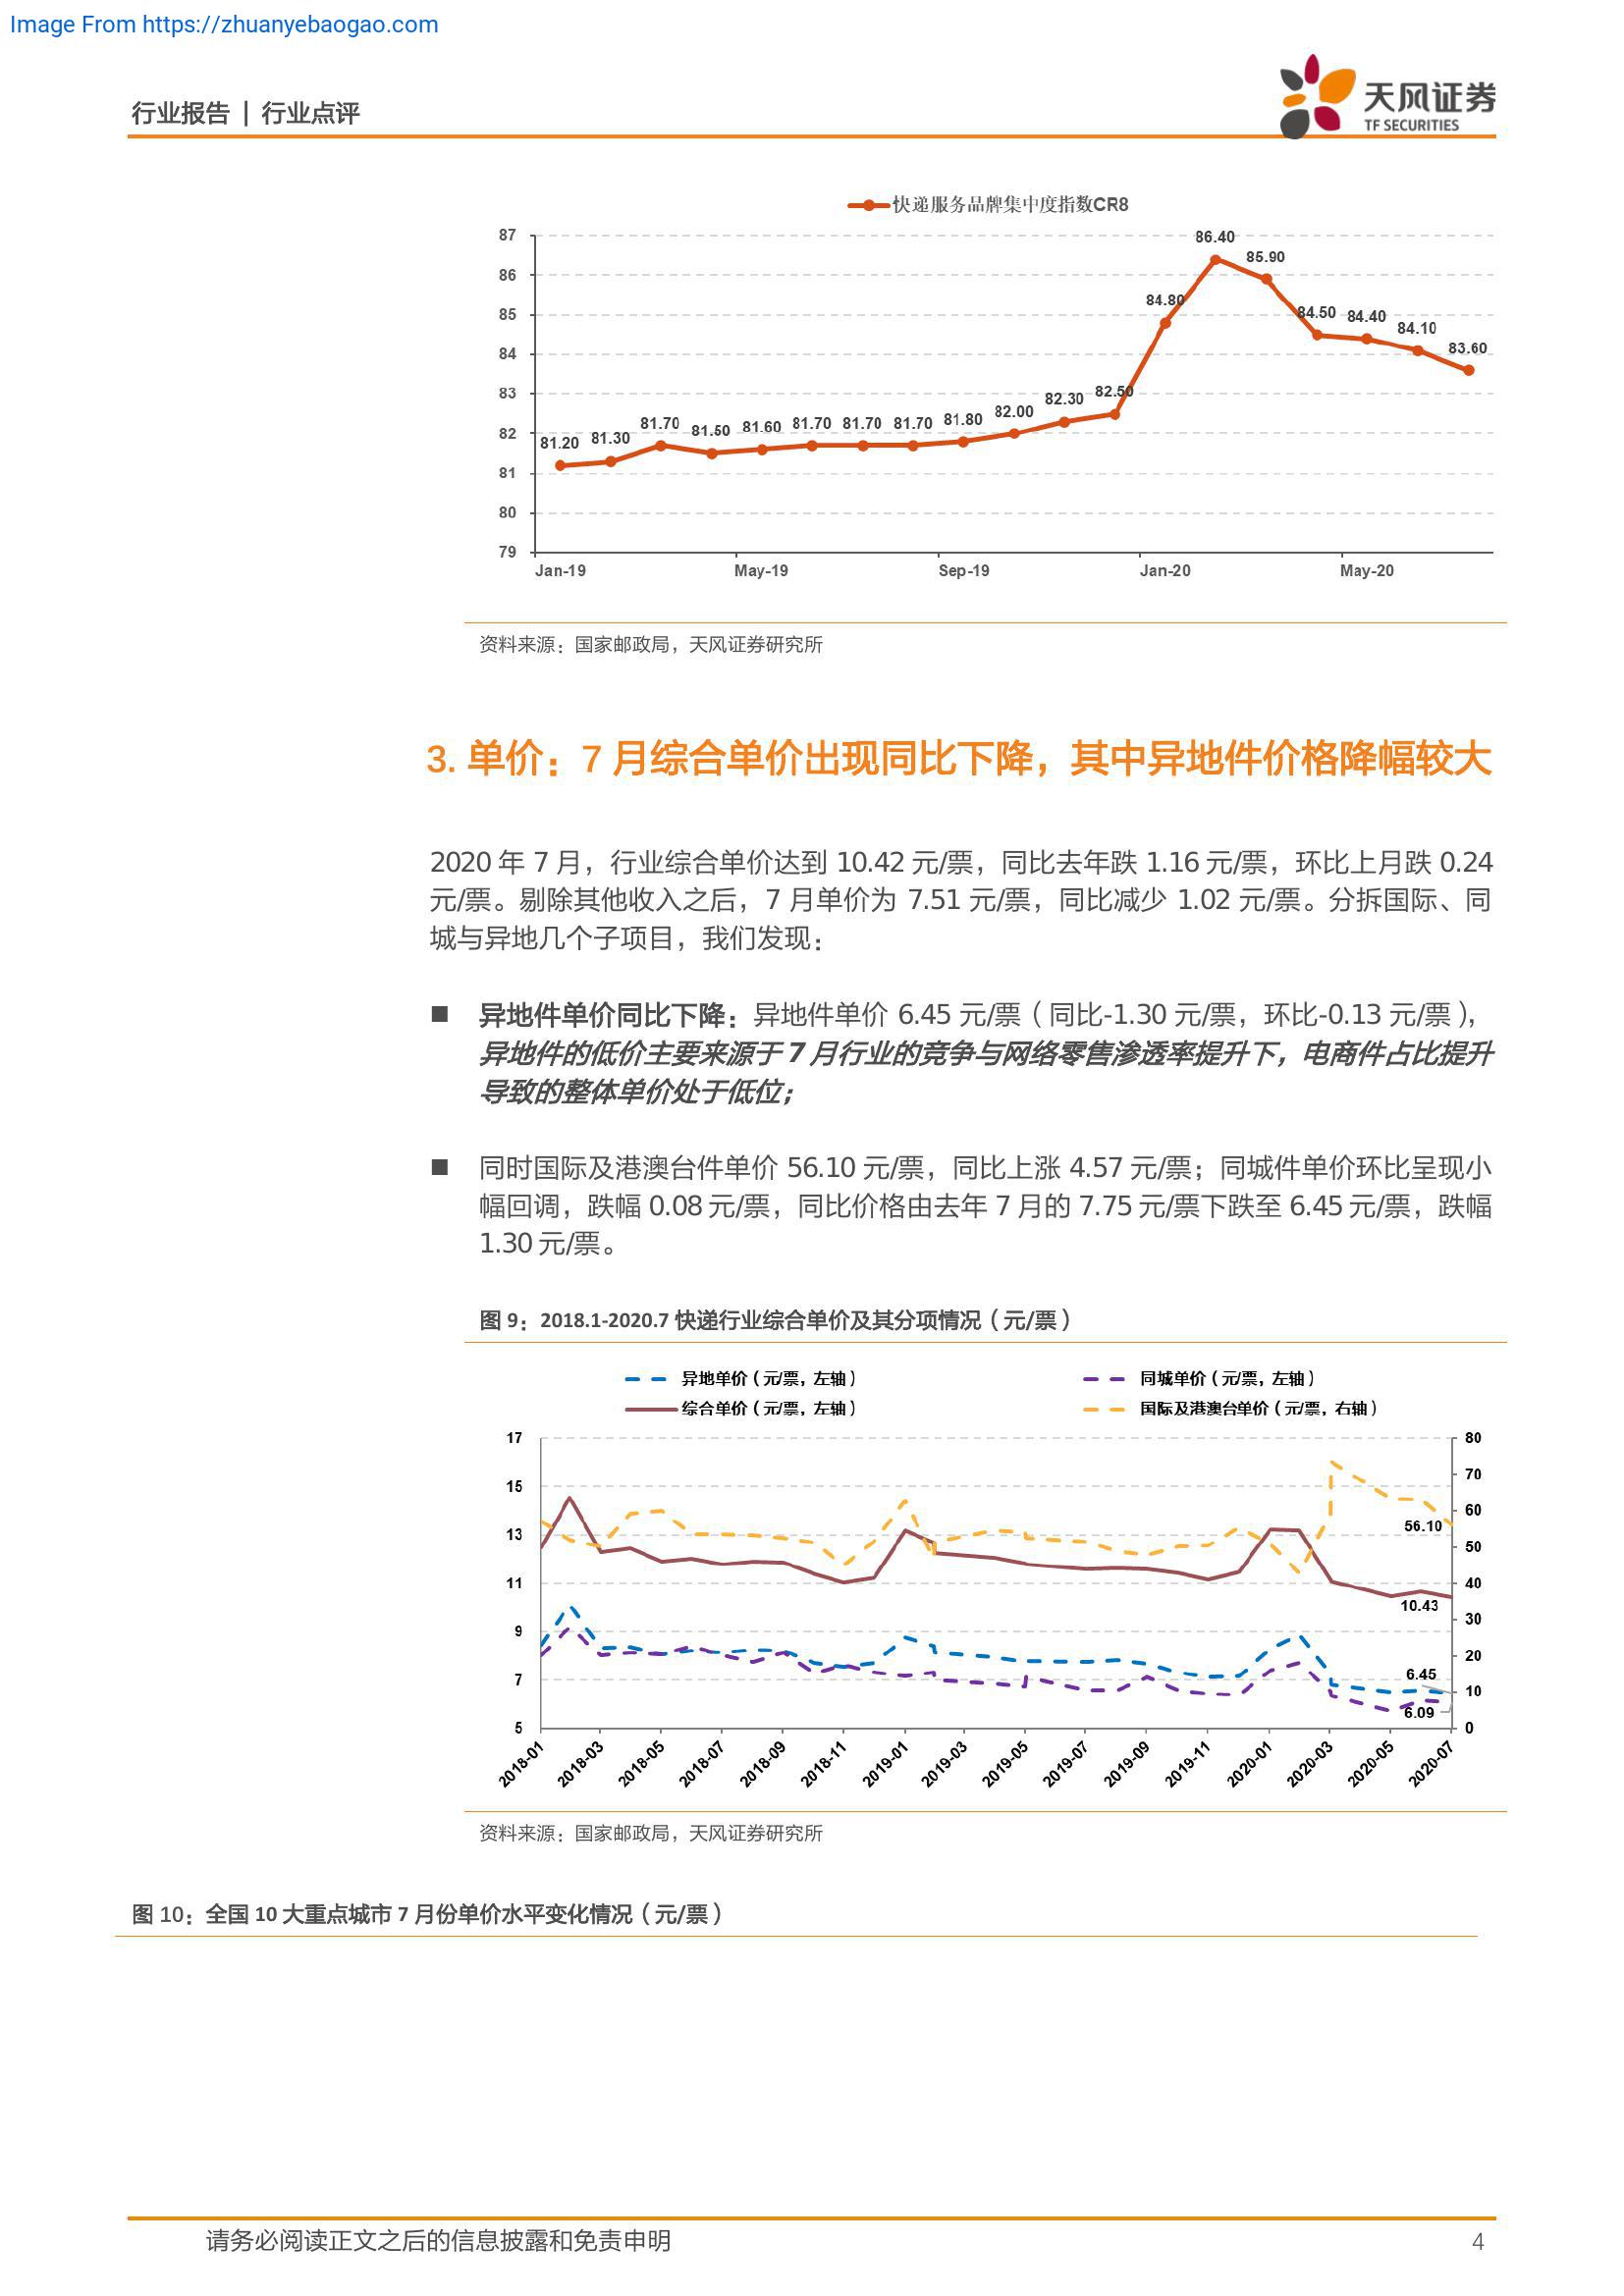 Image From https://zhuanyebaogao.com
行业报告 | 行业点评
天风证券
TF SECURITIES
快递服务品牌集中度指数CR8
87
86
85
84
83
82
81
80
79
81.20
81.30
81.70
81.50
81.60
81.70
81.70
81.70
81.80
82.00
82.30
82.50
84.80
86.40
85.90
84.50
84.40
84.10
83.60
Jan-19
May-19
Sep-19
Jan-20
May-20
资料来源：国家邮政局，天风证券研究所
3. 单价：7 月综合单价出现同比下降，其中异地件价格降幅较大
2020 年 7 月，行业综合单价达到 10.42 元/票，同比去年跌 1.16 元/票，环比上月跌 0.24
元/票。剔除其他收入之后，7 月单价为 7.51 元/票，同比减少 1.02 元/票。分拆国际、同
城与异地几个子项目，我们发现：
■ 异地件单价同比下降：异地件单价 6.45 元/票（同比-1.30 元/票，环比-0.13 元/票），
异地件的低价主要来源于 7 月行业的竞争与网络零售渗透率提升下，电商件占比提升
导致的整体单价处于低位；
■ 同时国际及港澳台件单价 56.10 元/票，同比上涨 4.57 元/票；同城件单价环比呈现小
幅回调，跌幅 0.08 元/票，同比价格由去年 7 月的 7.75 元/票下跌至 6.45 元/票，跌幅
1.30 元/票。
图 9：2018.1-2020.7 快递行业综合单价及其分项情况（元/票）
异地单价（元/票，左轴）
同城单价（元/票，左轴）
综合单价（元/票，左轴）
国际及港澳台单价（元/票，右轴）
17
15
13
11
9
7
5
80
70
60
50
40
30
20
10
0
56.10
10.43
6.45
6.09
2018-01
2018-03
2018-05
2018-07
2018-09
2018-11
2019-01
2019-03
2019-05
2019-07
2019-09
2019-11
2020-01
2020-03
2020-05
2020-07
资料来源：国家邮政局，天风证券研究所
图 10：全国 10 大重点城市 7 月份单价水平变化情况（元/票）
请务必阅读正文之后的信息披露和免责申明
4